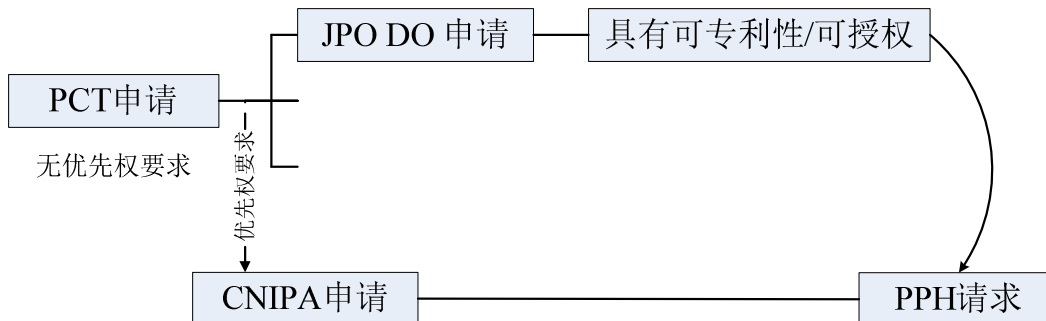 JPO DO 申请
具有可专利性/可授权
PCT申请
无优先权要求
优先权要求
CNIPA申请
PPH请求